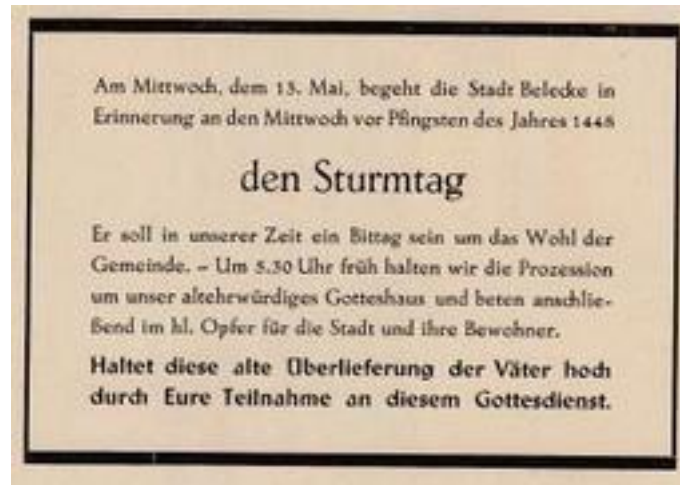 Am Mittwoch, dem 13. Mai, begeht die Stadt Belecke in
Erinnerung an den Mittwoch vor Pfingsten des Jahres 1448
den Sturmtag
Er soll in unserer Zeit ein Bittag sein um das Wohl der
Gemeinde. – Um 5.30 Uhr früh halten wir die Prozession
um unser altehrwürdiges Gotteshaus und beten anschlie-
ßend im hl. Opfer für die Stadt und ihre Bewohner.
Haltet diese alte Überlieferung der Väter hoch
durch Eure Teilnahme an diesem Gottesdienst.